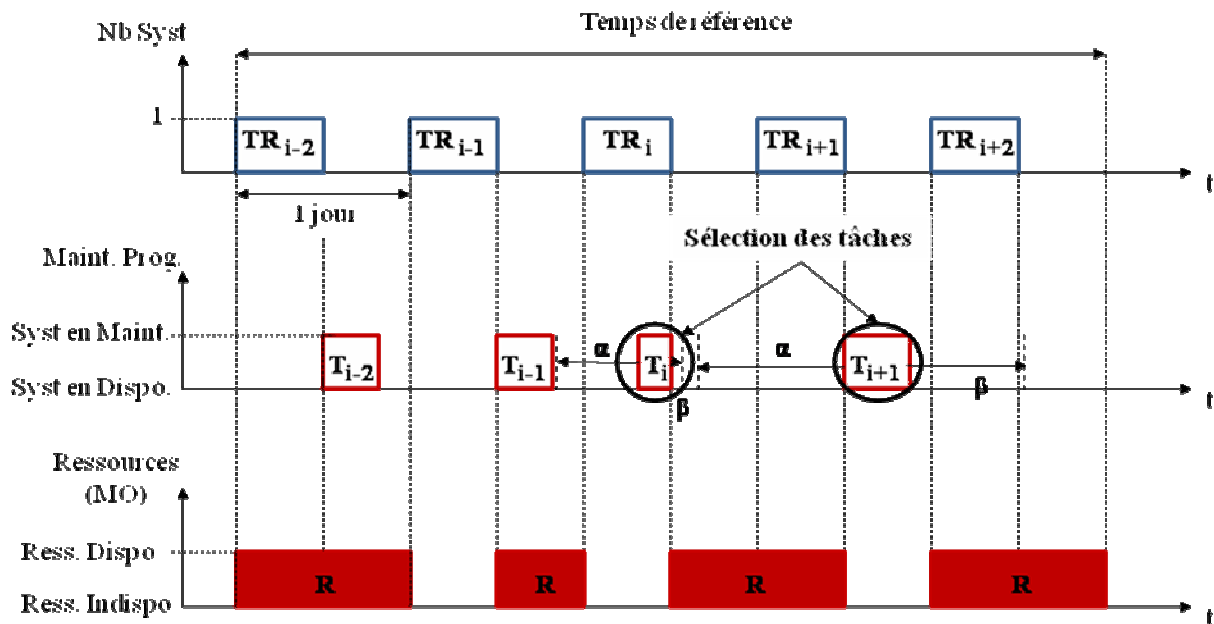 Temps de référence
Nb Syst
1
TR i-2
TR i-1
TR i
TR i+1
TR i+2
t
1 jour
Sélection des tâches
Maint. Prog.
Syst en Maint.
α
α
T i-2
T i-1
T i
T i+1
Syst en Dispo.
β
β
t
Ressources
(MO)
Ress. Dispo
R
R
R
R
Ress. Indispo
t